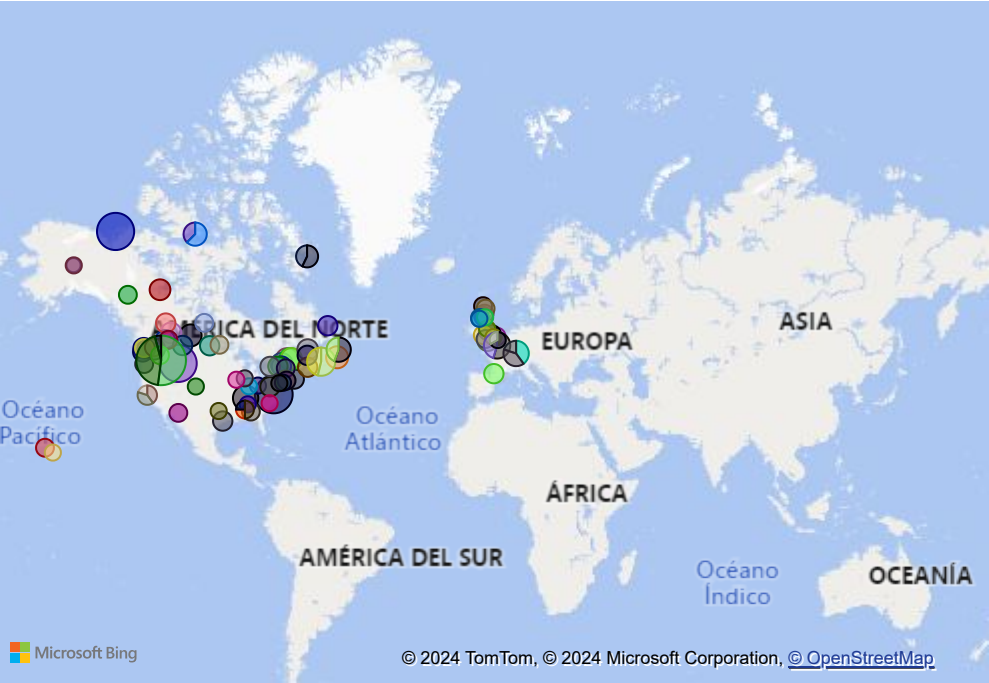 AMÉRICA DEL NORTE
EUROPA
ASIA
Océano
Pacífico
Océano
Atlántico
ÁFRICA
AMÉRICA DEL SUR
Océano
Índico
OCEANÍA
Microsoft Bing
© 2024 TomTom, © 2024 Microsoft Corporation, © OpenStreetMap